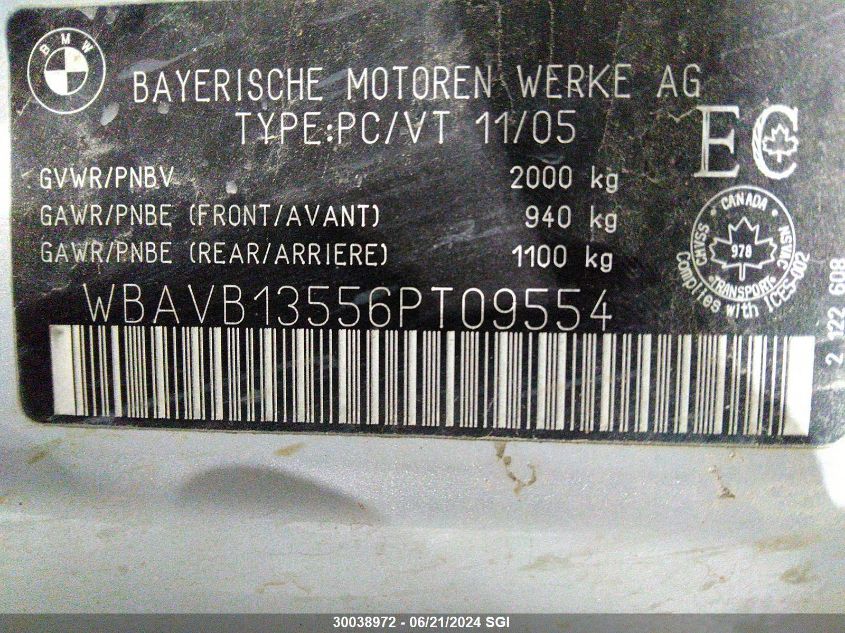 BMW
BAYERISCHE MOTOREN WERKE AG
TYPE:PC/VT 11/05
EC
GVWR/PNBV 2000 kg
GAWR/PNBE (FRONT/AVANT) 940 kg
GAWR/PNBE (REAR/ARRIERE) 1100 kg
CANADA
978
NSVAC
TRANSPORT
Complies with ICES-002
WBAVB13556PT09554
2 122 608
30038972 - 06/21/2024 SGI